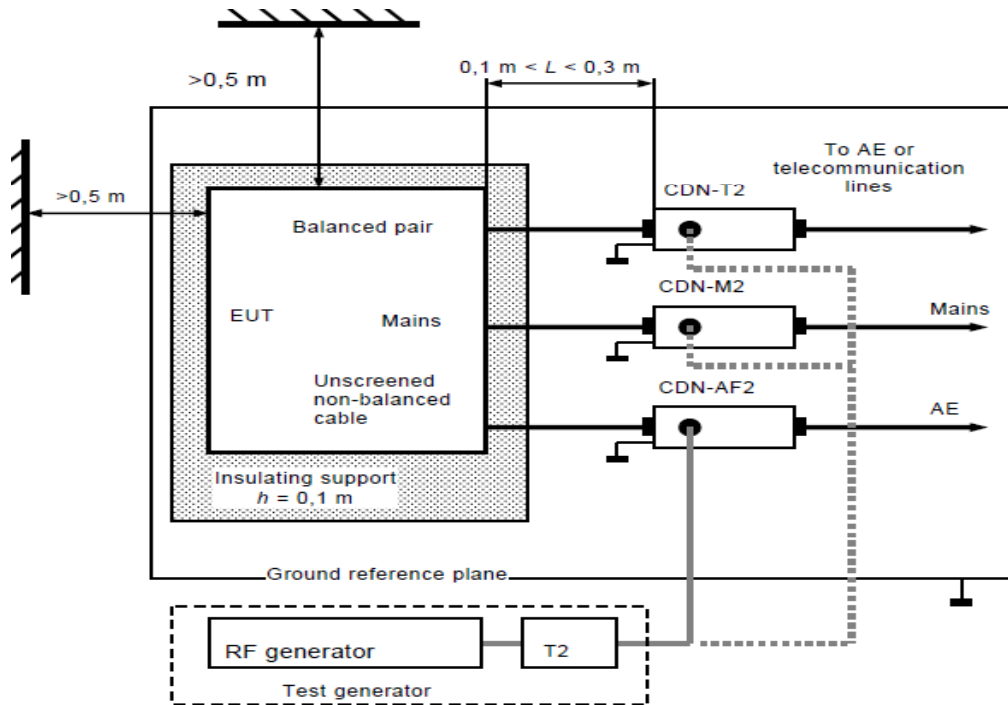 >0,5 m
0,1 m < L < 0,3 m
>0,5 m
To AE or
telecommunication
lines
CDN-T2
Balanced pair
CDN-M2
EUT
Mains
Mains
Unscreened
non-balanced
cable
CDN-AF2
AE
Insulating support
h = 0,1 m
Ground reference plane
RF generator
T2
Test generator